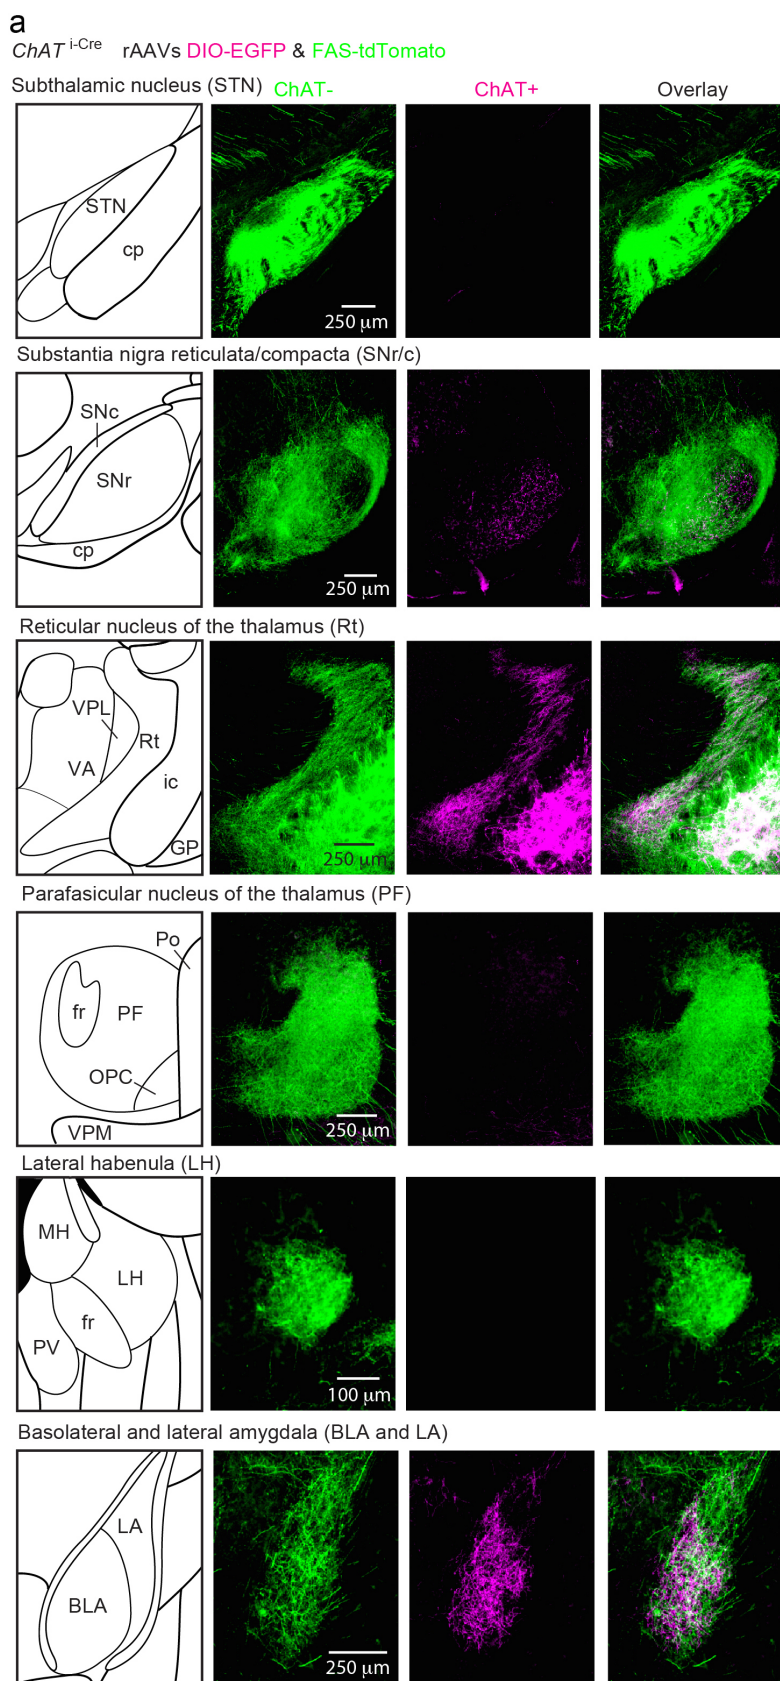 a
ChAT i-Cre rAAVs DIO-EGFP & FAS-tdTomato
Subthalamic nucleus (STN) ChAT- ChAT+ Overlay
STN
cp
250 µm
Substantia nigra reticulata/compacta (SNr/c)
SNc
SNr
cp
250 µm
Reticular nucleus of the thalamus (Rt)
VPL
Rt
VA
ic
GP
250 µm
Parafasicular nucleus of the thalamus (PF)
Po
fr PF
OPC
VPM
250 µm
Lateral habenula (LH)
MH
LH
fr
PV
100 µm
Basolateral and lateral amygdala (BLA and LA)
LA
BLA
250 µm